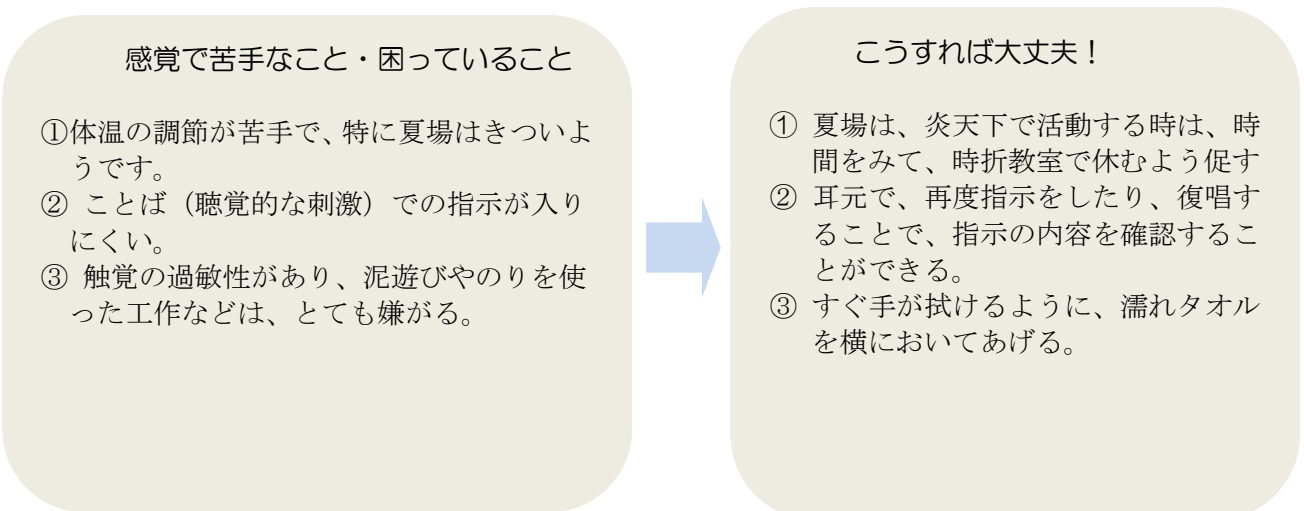 感覚で苦手なこと・困っていること
①体温の調節が苦手で、特に夏場はきついよ
うです。
② ことば（聴覚的な刺激）での指示が入り
にくい。
③ 触覚の過敏性があり、泥遊びやのりを使
った工作などは、とても嫌がる。
こうすれば大丈夫！
① 夏場は、炎天下で活動する時は、時
間をみて、時折教室で休むよう促す
② 耳元で、再度指示をしたり、復唱す
ることで、指示の内容を確認するこ
とができる。
③ すぐ手が拭けるように、濡れタオル
を横においてあげる。